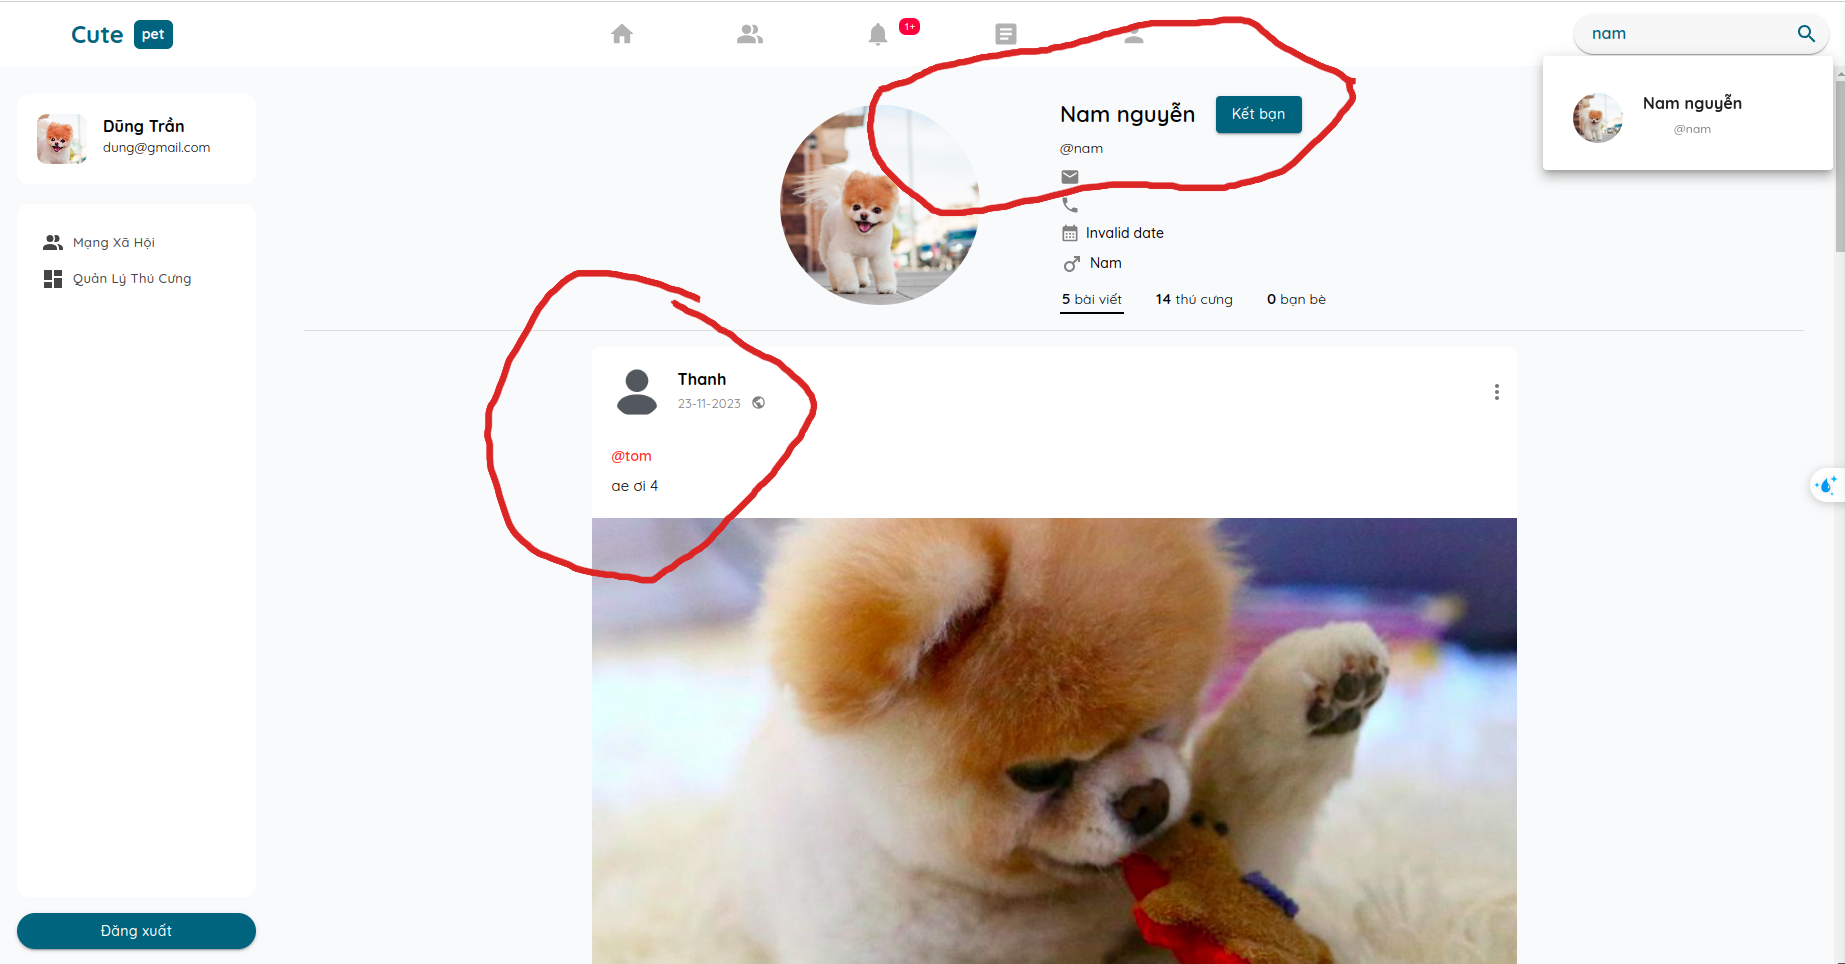 Cute pet
1+
nam
Nam nguyễn
@nam
Dũng Trần
dung@gmail.com
Mạng Xã Hội
Quản Lý Thú Cưng
Đăng xuất
Nam nguyễn Kết bạn
@nam
Invalid date
Nam
5 bài viết 14 thú cưng 0 bạn bè
Thanh
23-11-2023
@tom
ae ơi 4